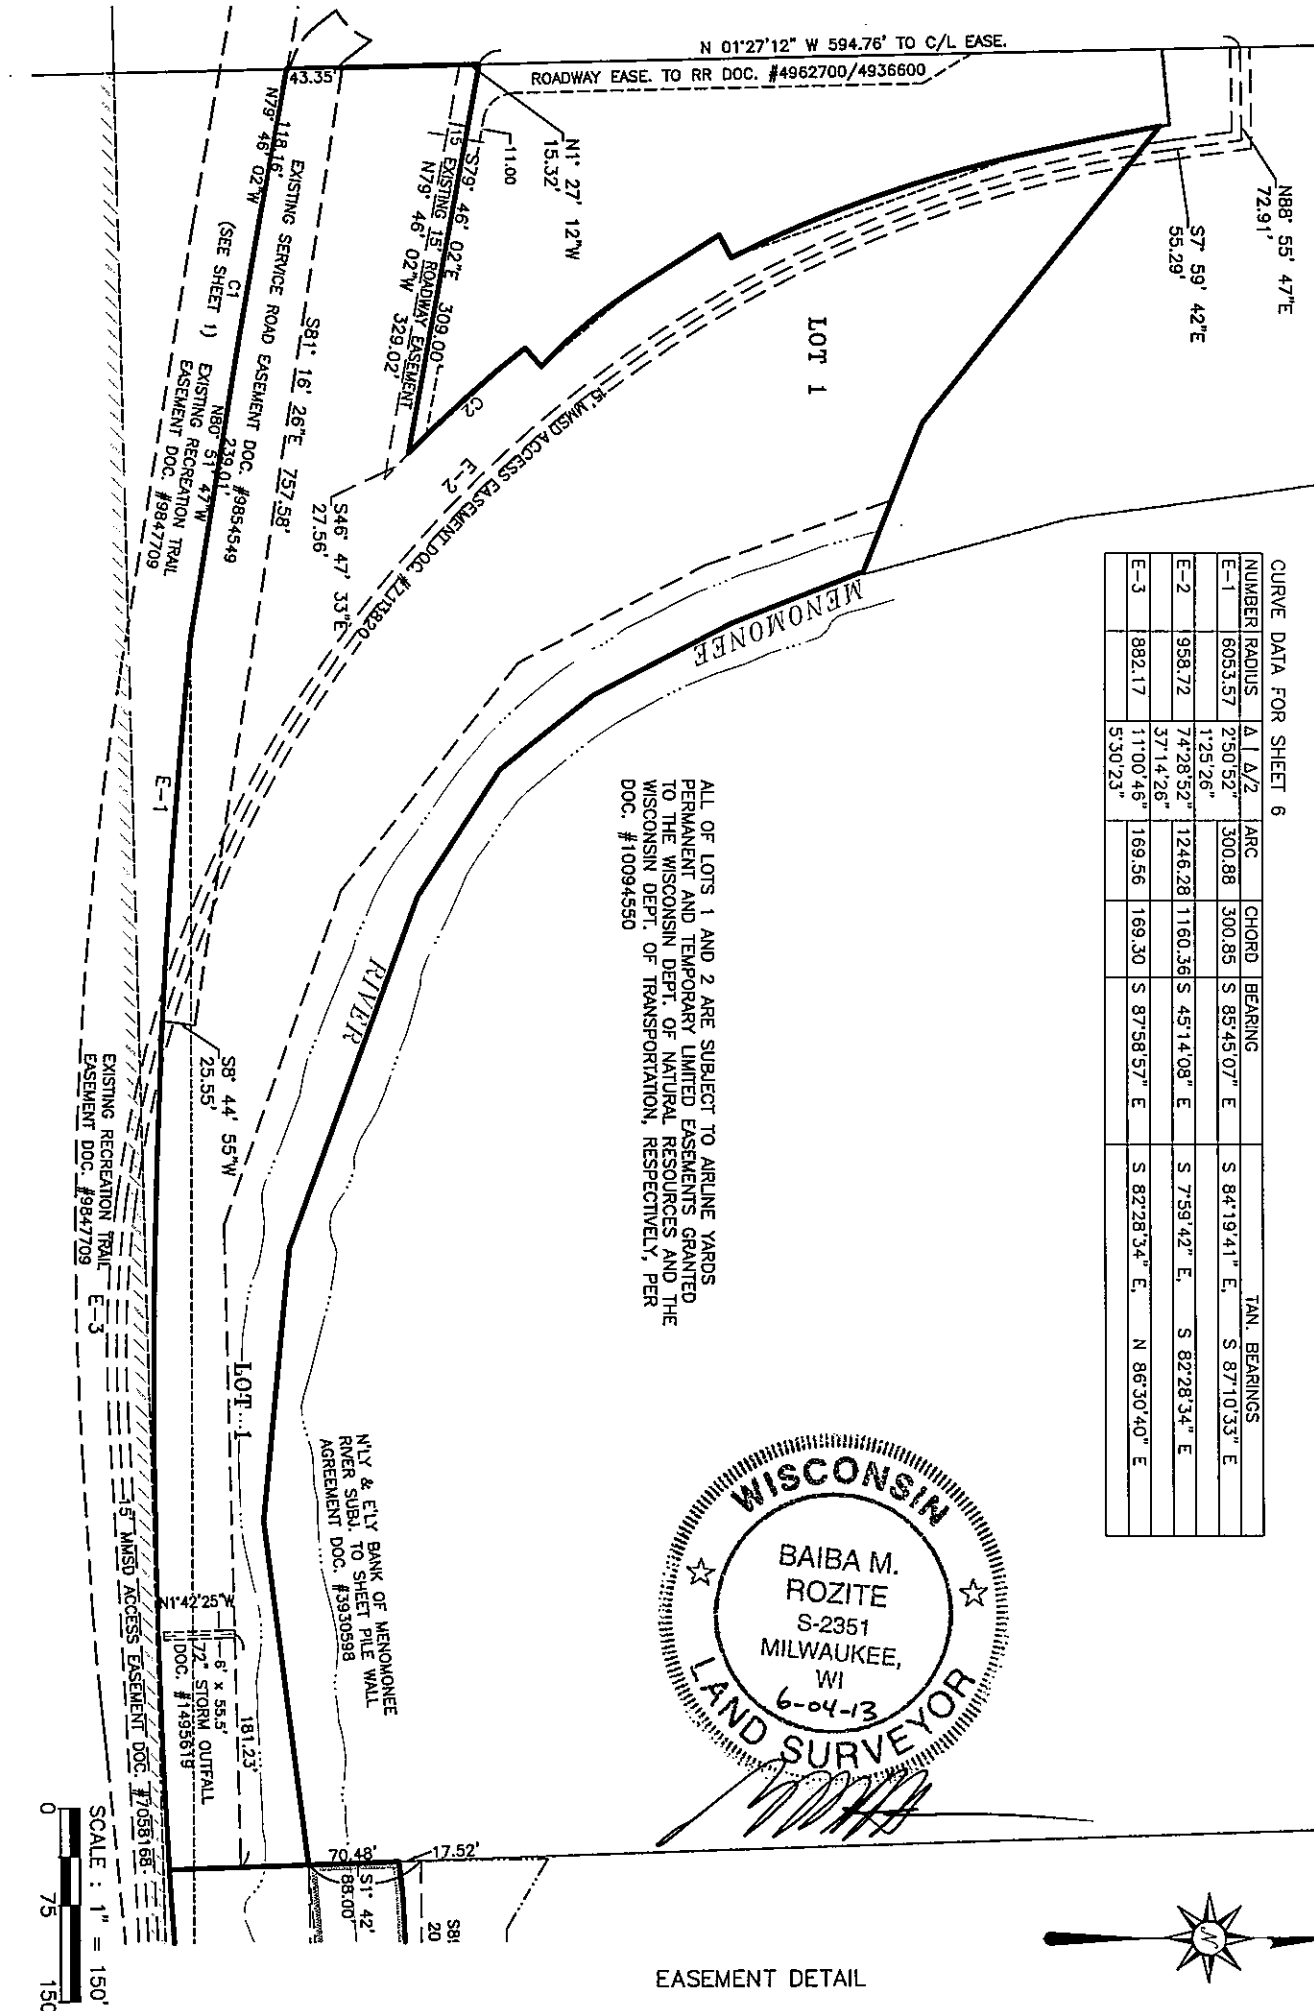 N 01°27'12" W 594.76' TO C/L EASE.
ROADWAY EASE. TO RR DOC. #4962700/4936600
N88° 55' 47"E
72.91'
S7° 59' 42"E
55.29'
43.35'
N1° 27' 12"W
15.32'
11.00
15
S79° 46' 02"E 309.00'
EXISTING 15' ROADWAY EASEMENT
N79° 46' 02"W 329.02'
118.16'
N79° 46' 02"W
EXISTING SERVICE ROAD EASEMENT DOC. #9854549
C1
(SEE SHEET 1)
S81° 16' 26"E 757.58'
N80° 51' 47"W
239.01'
EXISTING RECREATION TRAIL
EASEMENT DOC. #9847709
LOT 1
C2
E-2
15' MMSD ACCESS EASEMENT DOC. #7713820
S46° 47' 33"E
27.56'
MENOMONEE
RIVER
E-1
CURVE DATA FOR SHEET 6
NUMBER RADIUS Δ | Δ/2 ARC CHORD BEARING TAN. BEARINGS
E-1 6053.57 2°50'52" 300.88 300.85 S 85°45'07" E S 84°19'41" E, S 87°10'33" E
1°25'26"
E-2 958.72 74°28'52" 1246.28 1160.36 S 45°14'08" E S 7°59'42" E, S 82°28'34" E
37°14'26"
E-3 882.17 11°00'46" 169.56 169.30 S 87°58'57" E S 82°28'34" E, N 86°30'40" E
5°30'23"
ALL OF LOTS 1 AND 2 ARE SUBJECT TO AIRLINE YARDS
PERMANENT AND TEMPORARY LIMITED EASEMENTS GRANTED
TO THE WISCONSIN DEPT. OF NATURAL RESOURCES AND THE
WISCONSIN DEPT. OF TRANSPORTATION, RESPECTIVELY, PER
DOC. #10094550
S8° 44' 55"W
25.55'
EXISTING RECREATION TRAIL
EASEMENT DOC. #9847709
E-3
LOT 1
N'LY & E'LY BANK OF MENOMONEE
RIVER SUBJ. TO SHEET PILE WALL
AGREEMENT DOC. #3930598
15' MMSD ACCESS EASEMENT DOC. #7058168
N1°42'25"W
6' x 55.5'
72" STORM OUTFALL
DOC. #1495619
181.23'
70.48'
17.52'
S1° 42'
88.00'
20
WISCONSIN
BAIBA M.
ROZITE
S-2351
MILWAUKEE,
WI
6-04-13
LAND SURVEYOR
N
SCALE : 1" = 150'
0 75 150
EASEMENT DETAIL